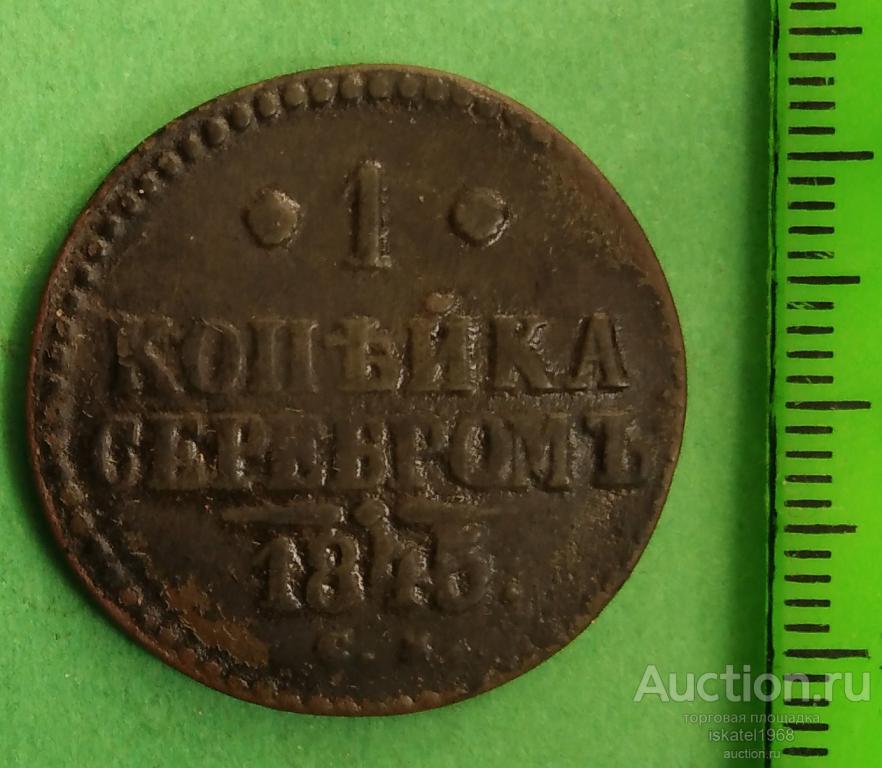 • 1 •
КОПѢЙКА
СЕРЕБРОМЪ
1845.
С. М.
Auction.ru
торговая площадка
iskatel1968
auction.ru